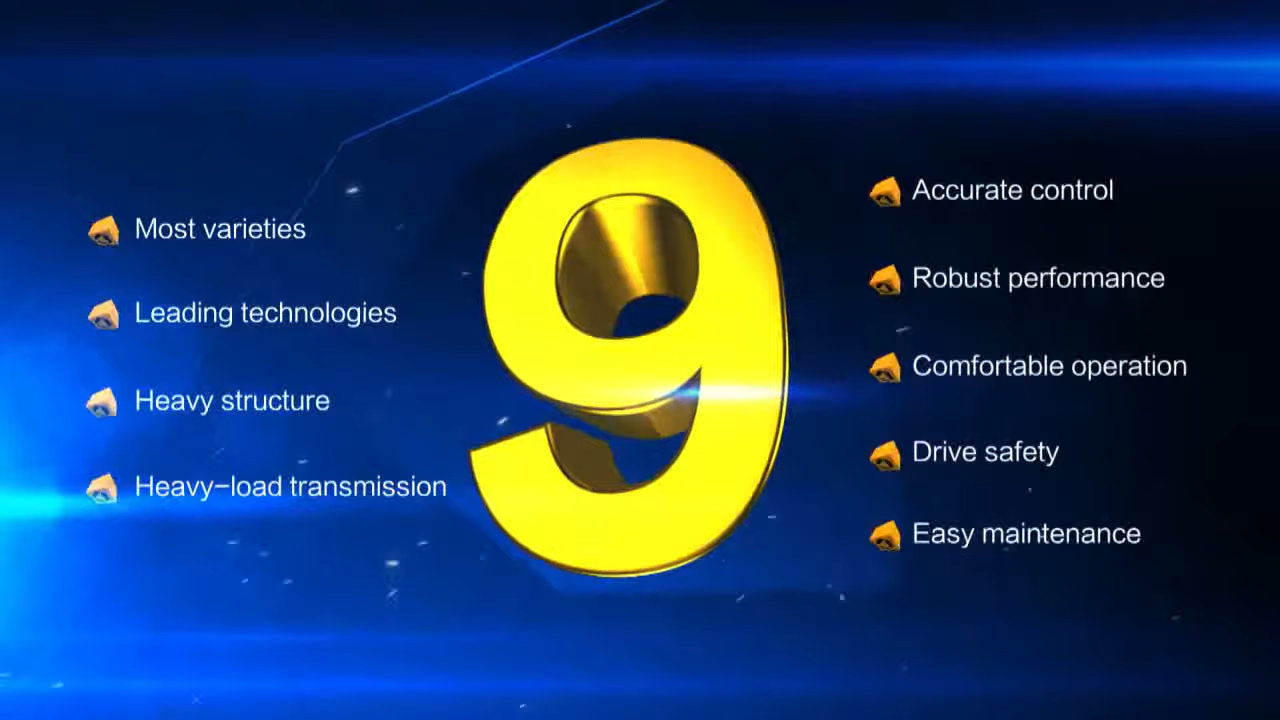 Most varieties
Leading technologies
Heavy structure
Heavy-load transmission
9
Accurate control
Robust performance
Comfortable operation
Drive safety
Easy maintenance